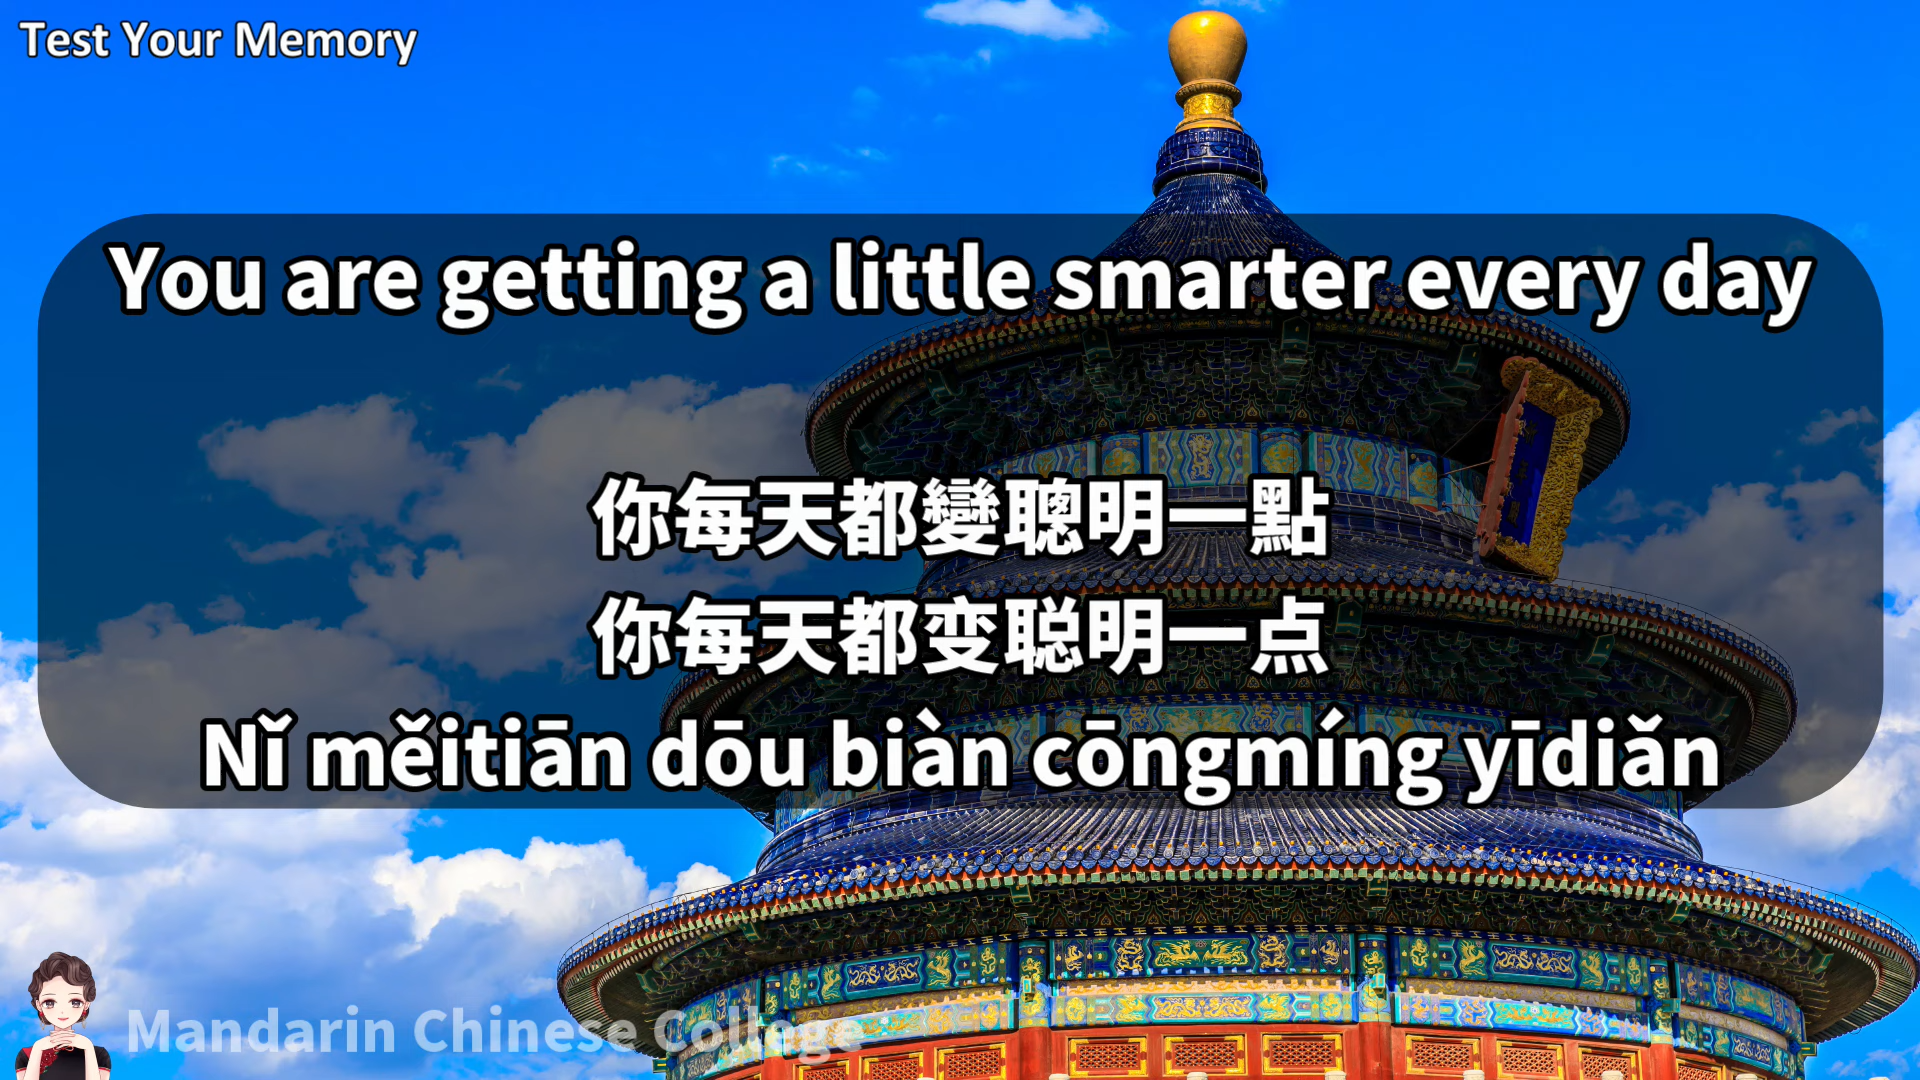 Test Your Memory
You are getting a little smarter every day
你每天都變聰明一點
你每天都变聪明一点
Nǐ měitiān dōu biàn cōngmíng yīdiǎn
Mandarin Chinese College